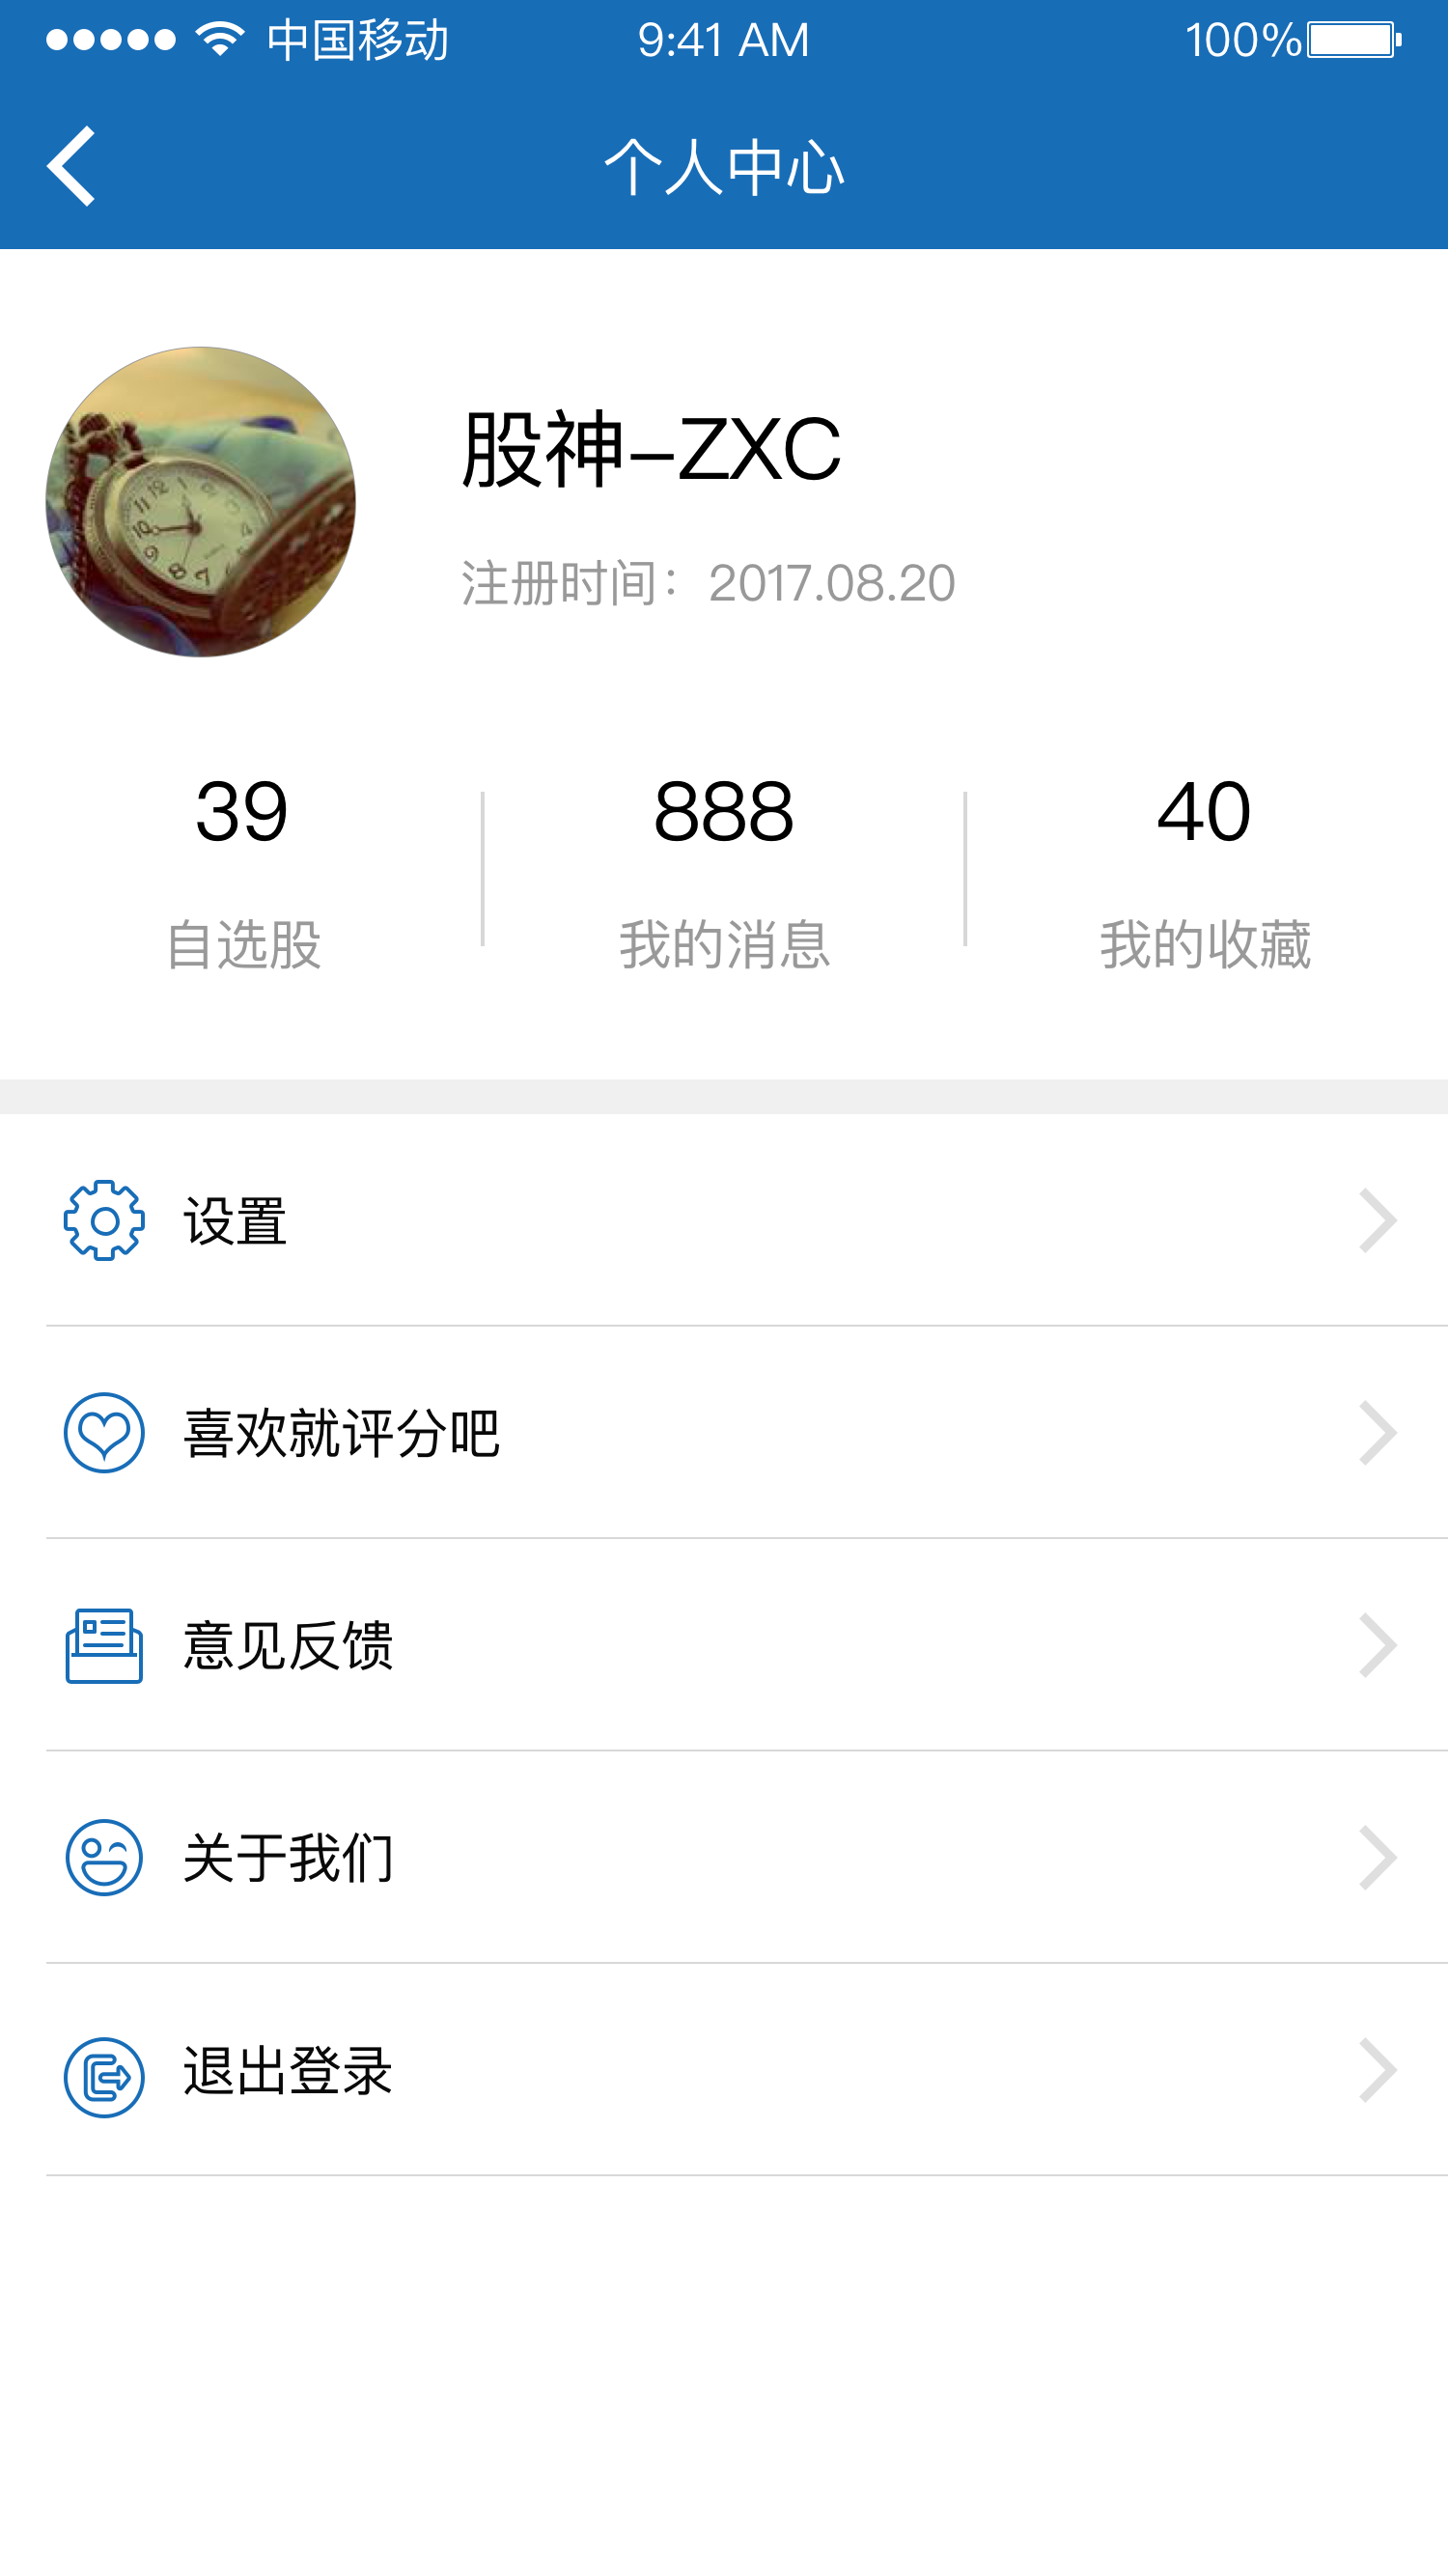 中国移动 9:41 AM 100%
个人中心
股神-ZXC
注册时间：2017.08.20
39 888 40
自选股 我的消息 我的收藏
设置
喜欢就评分吧
意见反馈
关于我们
退出登录